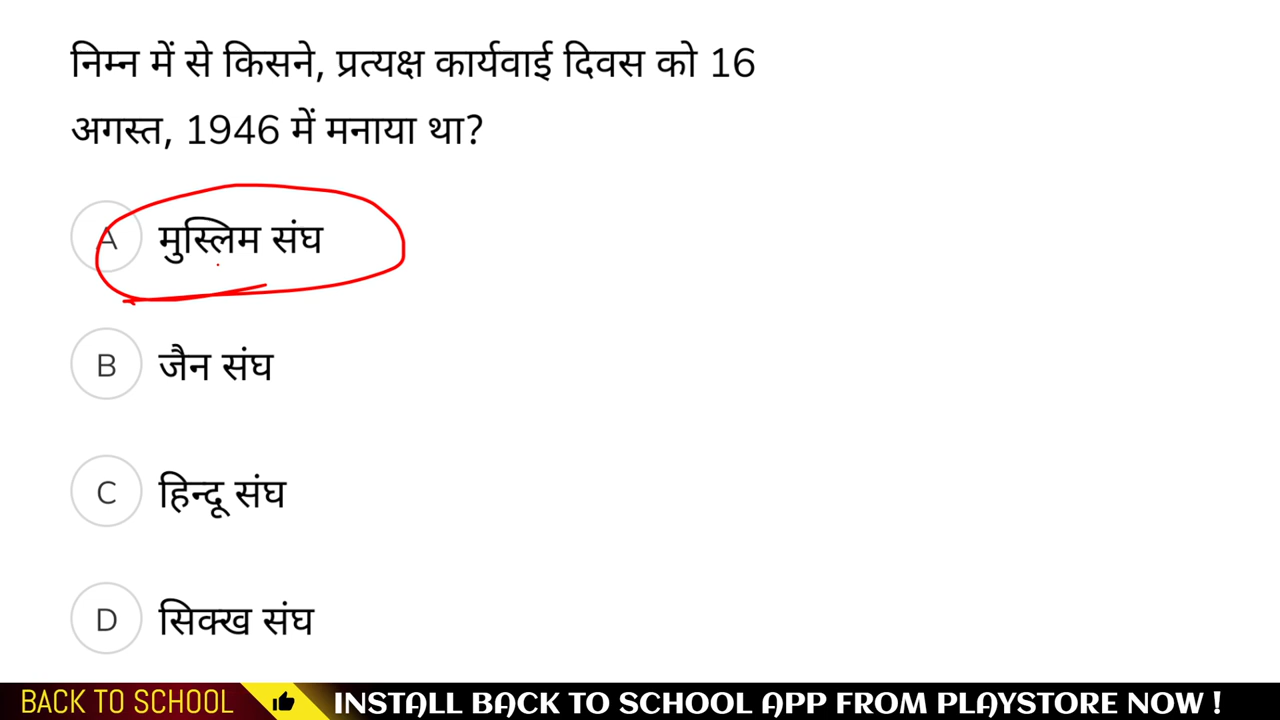 निम्न में से किसने, प्रत्यक्ष कार्यवाई दिवस को 16
अगस्त, 1946 में मनाया था?
A मुस्लिम संघ
B जैन संघ
C हिन्दू संघ
D सिक्ख संघ
BACK TO SCHOOL INSTALL BACK TO SCHOOL APP FROM PLAYSTORE NOW !